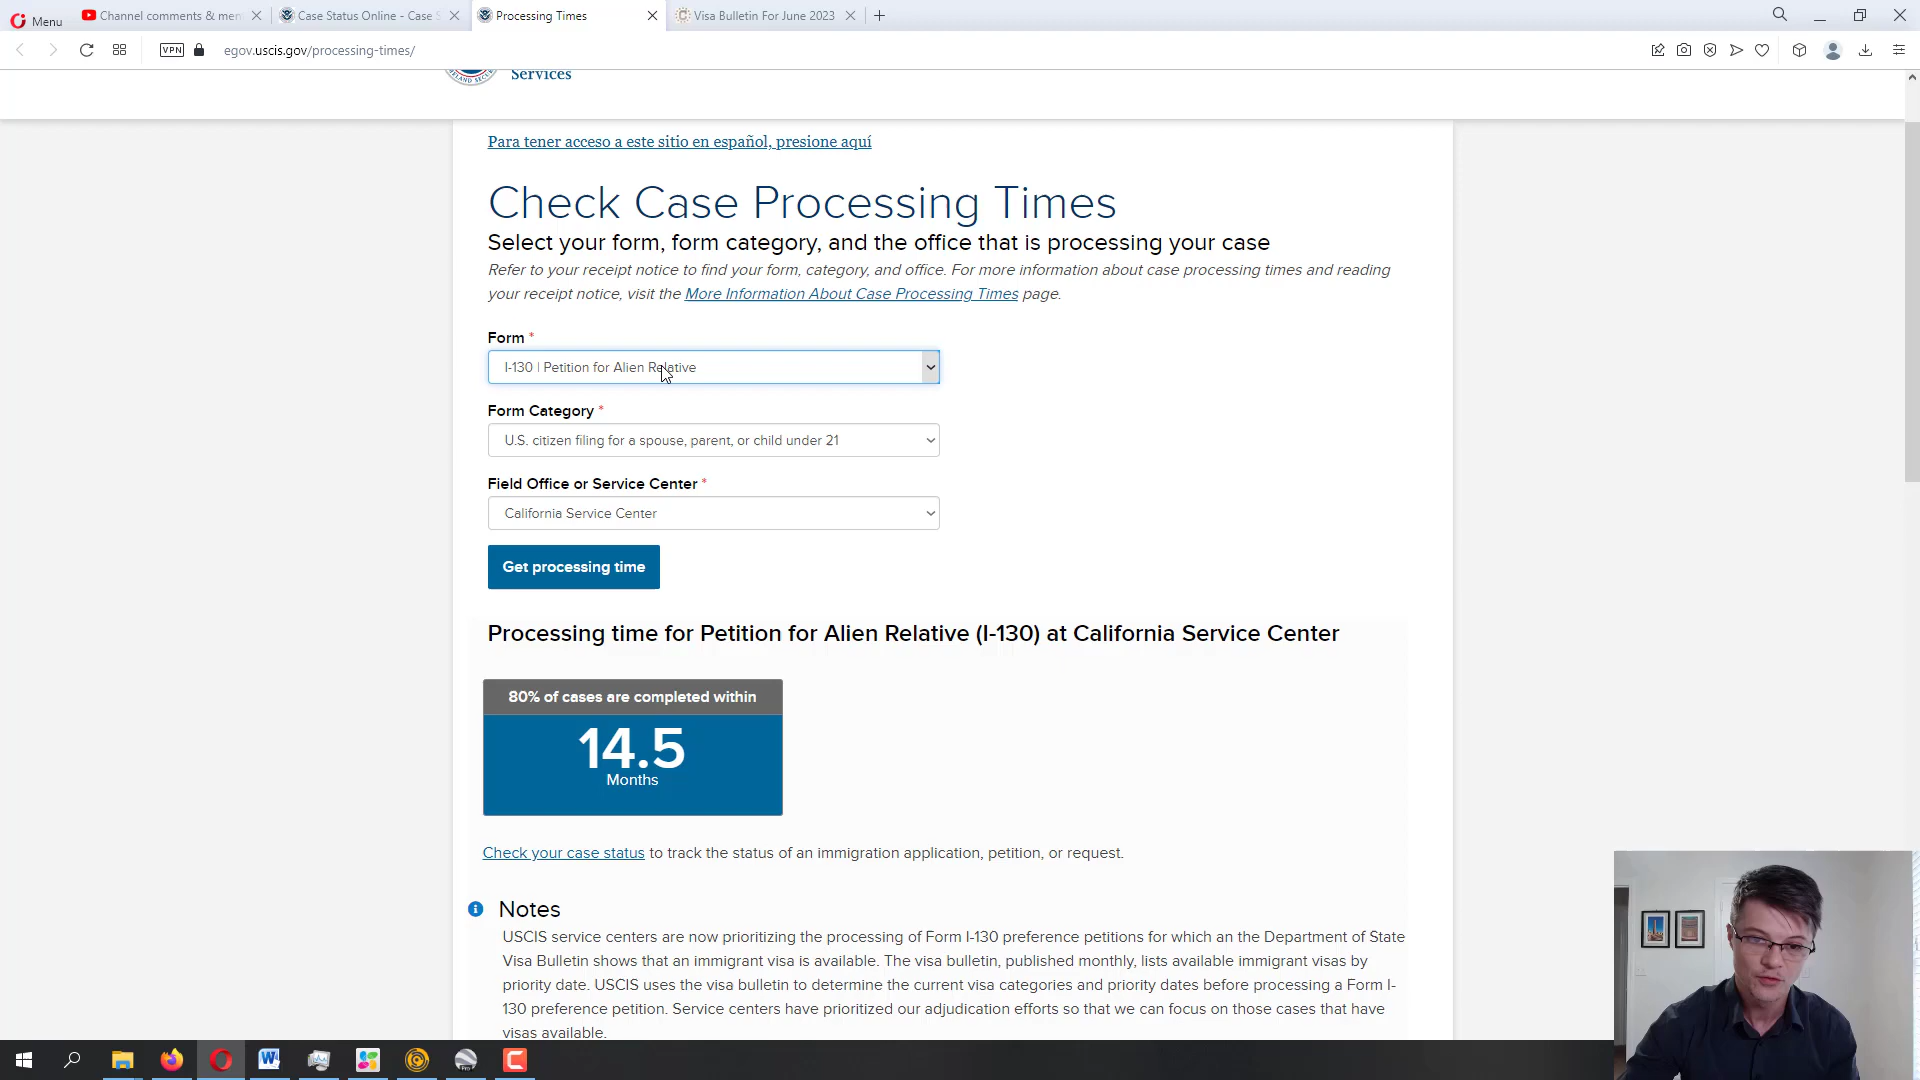 Menu
Channel comments & men
Case Status Online - Case S
Processing Times
Visa Bulletin For June 2023
VPN
egov.uscis.gov/processing-times/
Services
Para tener acceso a este sitio en español, presione aquí
Check Case Processing Times
Select your form, form category, and the office that is processing your case
Refer to your receipt notice to find your form, category, and office. For more information about case processing times and reading
your receipt notice, visit the More Information About Case Processing Times page.
Form *
I-130 | Petition for Alien Relative
Form Category *
U.S. citizen filing for a spouse, parent, or child under 21
Field Office or Service Center *
California Service Center
Get processing time
Processing time for Petition for Alien Relative (I-130) at California Service Center
80% of cases are completed within
14.5
Months
Check your case status to track the status of an immigration application, petition, or request.
Notes
USCIS service centers are now prioritizing the processing of Form I-130 preference petitions for which an the Department of State
Visa Bulletin shows that an immigrant visa is available. The visa bulletin, published monthly, lists available immigrant visas by
priority date. USCIS uses the visa bulletin to determine the current visa categories and priority dates before processing a Form I-
130 preference petition. Service centers have prioritized our adjudication efforts so that we can focus on those cases that have
visas available.